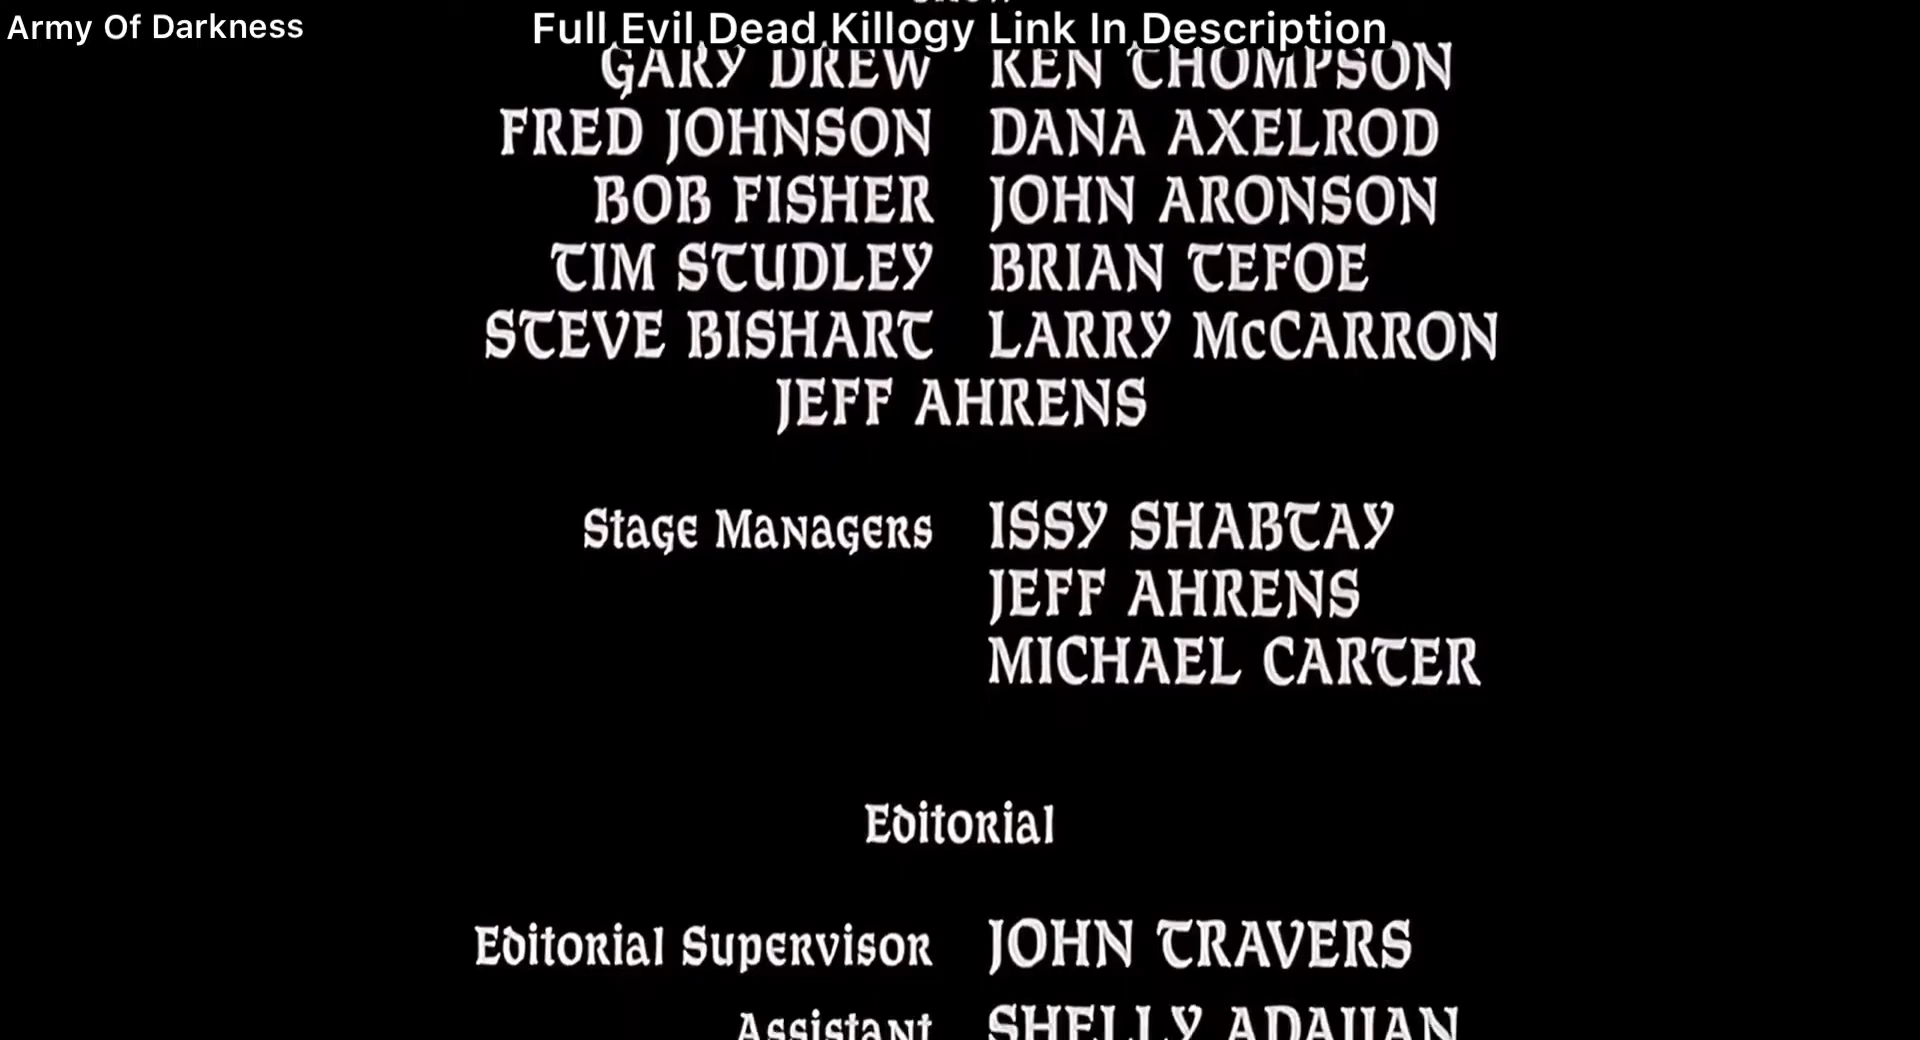 Army Of Darkness
Full Evil Dead Killogy Link In Description
GARY DREW KEN THOMPSON
FRED JOHNSON DANA AXELROD
BOB FISHER JOHN ARONSON
TIM STUDLEY BRIAN TEFOE
STEVE BISHART LARRY McCARRON
JEFF AHRENS
Stage Managers ISSY SHABTAY
JEFF AHRENS
MICHAEL CARTER
Editorial
Editorial Supervisor JOHN TRAVERS
Assistant SHELLY